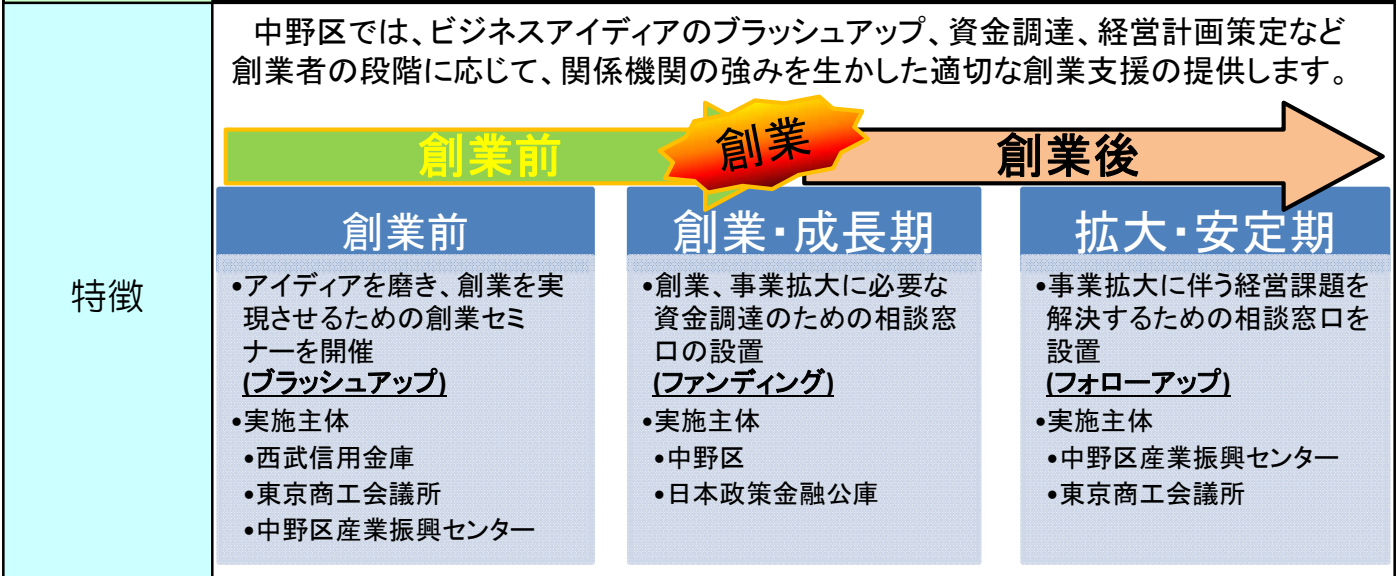 特徴
中野区では、ビジネスアイディアのブラッシュアップ、資金調達、経営計画策定など
創業者の段階に応じて、関係機関の強みを生かした適切な創業支援の提供します。
創業前
創業
創業後
創業前
•アイディアを磨き、創業を実
現させるための創業セミ
ナーを開催
(ブラッシュアップ)
•実施主体
•西武信用金庫
•東京商工会議所
•中野区産業振興センター
創業・成長期
•創業、事業拡大に必要な
資金調達のための相談窓
口の設置
(ファンディング)
•実施主体
•中野区
•日本政策金融公庫
拡大・安定期
•事業拡大に伴う経営課題を
解決するための相談窓口を
設置
(フォローアップ)
•実施主体
•中野区産業振興センター
•東京商工会議所